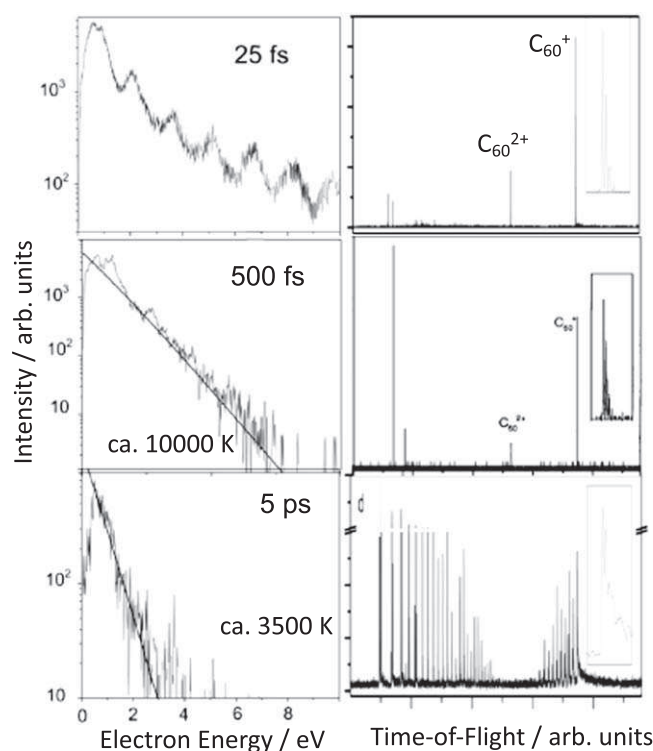 25 fs
10³
10²
C₆₀⁺
C₆₀²⁺
500 fs
10³
10²
10
ca. 10000 K
C₆₀⁺
C₆₀²⁺
5 ps
10²
10
ca. 3500 K
d
0 2 4 6 8
Intensity / arb. units
Electron Energy / eV
Time-of-Flight / arb. units